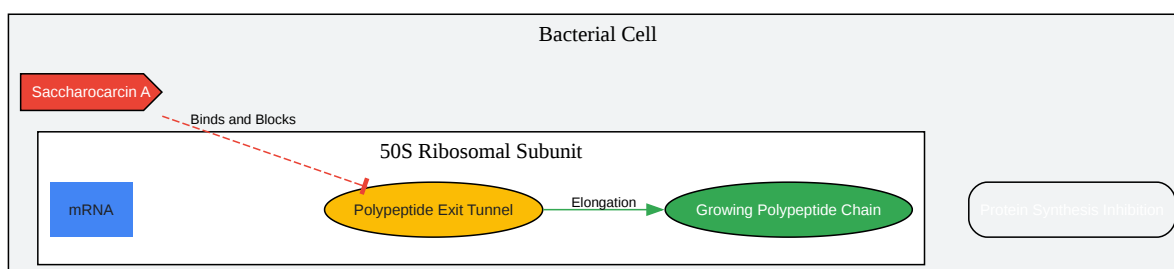 Bacterial Cell
Saccharocarcin A
Binds and Blocks
50S Ribosomal Subunit
mRNA
Polypeptide Exit Tunnel
Elongation
Growing Polypeptide Chain
Protein Synthesis Inhibition